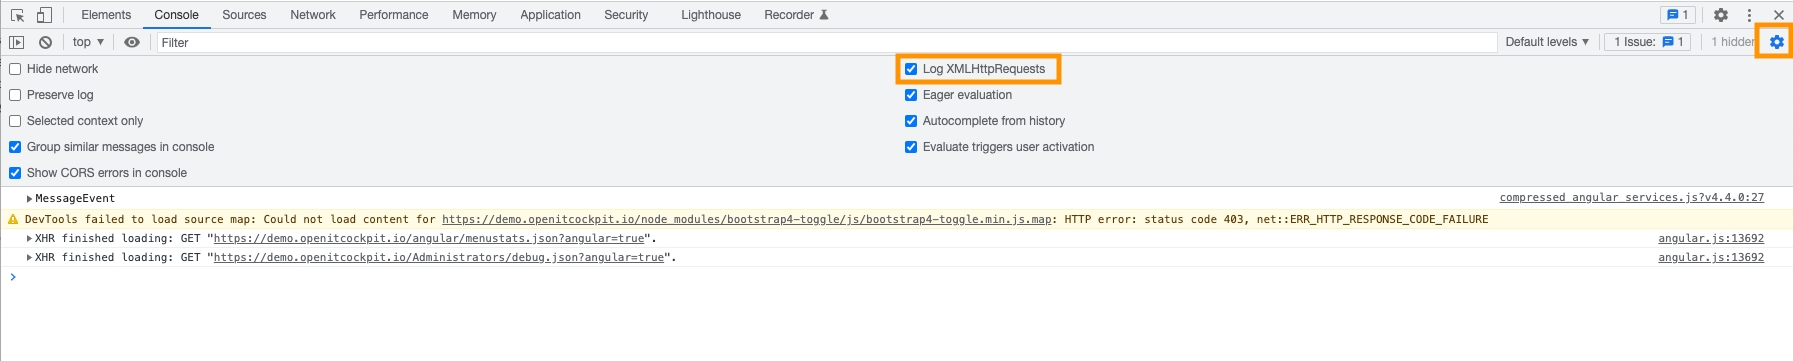 Elements Console Sources Network Performance Memory Application Security Lighthouse Recorder 1
top Filter Default levels 1 Issue: 1 1 hidden
Hide network Log XMLHttpRequests
Preserve log Eager evaluation
Selected context only Autocomplete from history
Group similar messages in console Evaluate triggers user activation
Show CORS errors in console
MessageEvent compressed_angular_services.js?v4.4.0:27
DevTools failed to load source map: Could not load content for https://demo.openitcockpit.io/node_modules/bootstrap4-toggle/js/bootstrap4-toggle.min.js.map: HTTP error: status code 403, net::ERR_HTTP_RESPONSE_CODE_FAILURE
XHR finished loading: GET "https://demo.openitcockpit.io/angular/menustats.json?angular=true". angular.js:13692
XHR finished loading: GET "https://demo.openitcockpit.io/Administrators/debug.json?angular=true". angular.js:13692